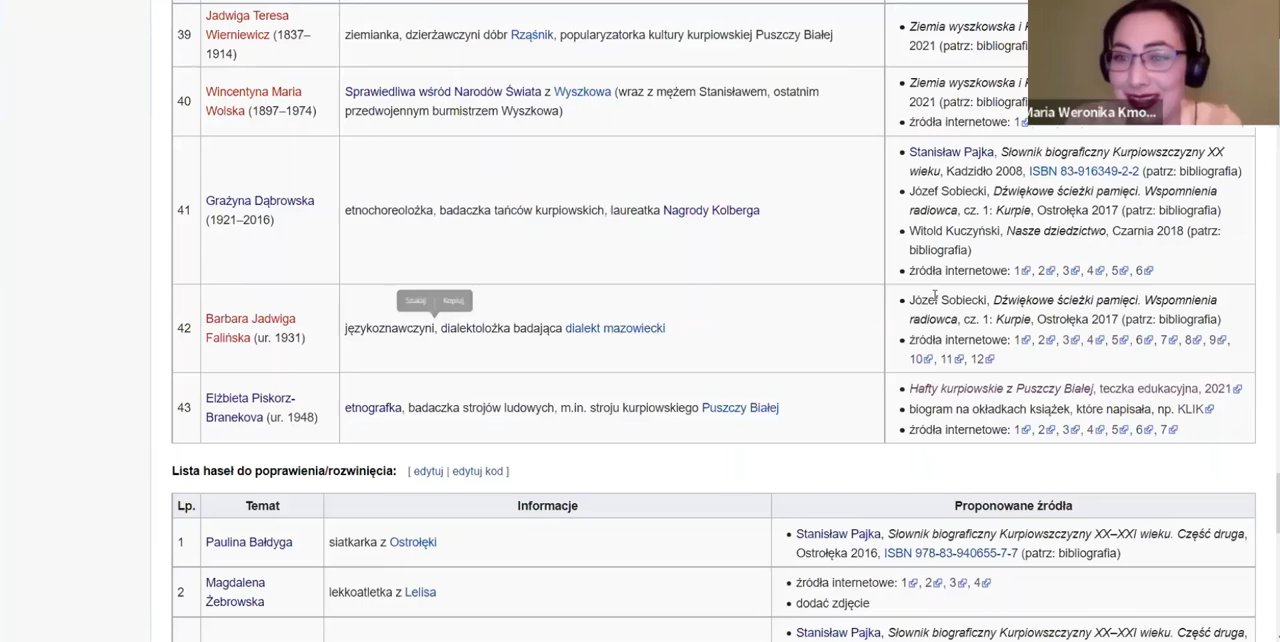 39
Jadwiga Teresa
Wierniewicz (1837–
1914)
ziemianka, dzierżawczyni dóbr Rząśnik, popularyzatorka kultury kurpiowskiej Puszczy Białej
Ziemia wyszkowska i
2021 (patrz:
Maria Weronika Kmo...
40
Wincentyna Maria
Wolska (1897–1974)
Sprawiedliwa wśród Narodów Świata z Wyszkowa (wraz z mężem Stanisławem, ostatnim
przedwojennym burmistrzem Wyszkowa)
Ziemia wyszkowska i
2021 (patrz:
źródła internetowe: 1
41
Grażyna Dąbrowska
(1921–2016)
etnochoreolożka, badaczka tańców kurpiowskich, laureatka Nagrody Kolberga
Stanisław Pajka, Słownik biograficzny Kurpiowszczyzny XX
wieku, Kadzidło 2008, ISBN 83-916349-2-2 (patrz: bibliografia)
Józef Sobiecki, Dźwiękowe ścieżki pamięci. Wspomnienia
radiowca, cz. 1: Kurpie, Ostrołęka 2017 (patrz: bibliografia)
Witold Kuczyński, Nasze dziedzictwo, Czarnia 2018 (patrz:
bibliografia)
źródła internetowe: 1, 2, 3, 4, 5, 6
Szukaj Kopiuj
42
Barbara Jadwiga
Falińska (ur. 1931)
językoznawczyni, dialektolożka badająca dialekt mazowiecki
Józef Sobiecki, Dźwiękowe ścieżki pamięci. Wspomnienia
radiowca, cz. 1: Kurpie, Ostrołęka 2017 (patrz: bibliografia)
źródła internetowe: 1, 2, 3, 4, 5, 6, 7, 8, 9,
10, 11, 12
43
Elżbieta Piskorz-
Branekova (ur. 1948)
etnografka, badaczka strojów ludowych, m.in. stroju kurpiowskiego Puszczy Białej
Hafty kurpiowskie z Puszczy Białej, teczka edukacyjna, 2021
biogram na okładkach książek, które napisała, np. KLIK
źródła internetowe: 1, 2, 3, 4, 5, 6, 7
Lista haseł do poprawienia/rozwinięcia: [ edytuj | edytuj kod ]
Lp. Temat Informacje Proponowane źródła
1
Paulina Bałdyga
siatkarka z Ostrołęki
Stanisław Pajka, Słownik biograficzny Kurpiowszczyzny XX–XXI wieku. Część druga,
Ostrołęka 2016, ISBN 978-83-940655-7-7 (patrz: bibliografia)
2
Magdalena
Żebrowska
lekkoatletka z Lelisa
źródła internetowe: 1, 2, 3, 4
dodać zdjęcie
Stanisław Pajka, Słownik biograficzny Kurpiowszczyzny XX–XXI wieku. Część druga,